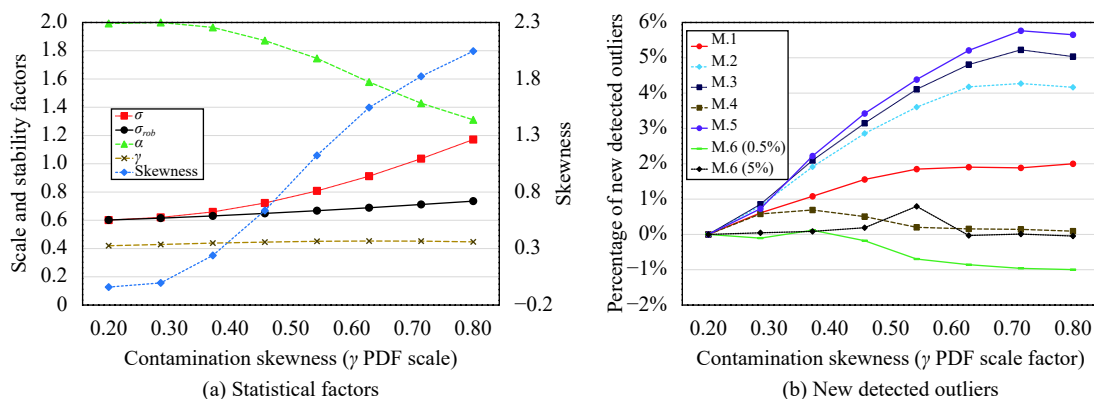 Scale and stability factors
2.0
1.8
1.6
1.4
1.2
1.0
0.8
0.6
0.4
0.2
0
σ
σrob
α
γ
Skewness
2.3
1.8
1.3
0.8
0.3
−0.2
Skewness
0.20 0.30 0.40 0.50 0.60 0.70 0.80
Contamination skewness (γ PDF scale)
(a) Statistical factors
Percentage of new detected outliers
6%
5%
4%
3%
2%
1%
0%
−1%
−2%
M.1
M.2
M.3
M.4
M.5
M.6 (0.5%)
M.6 (5%)
0.20 0.30 0.40 0.50 0.60 0.70 0.80
Contamination skewness (γ PDF scale factor)
(b) New detected outliers